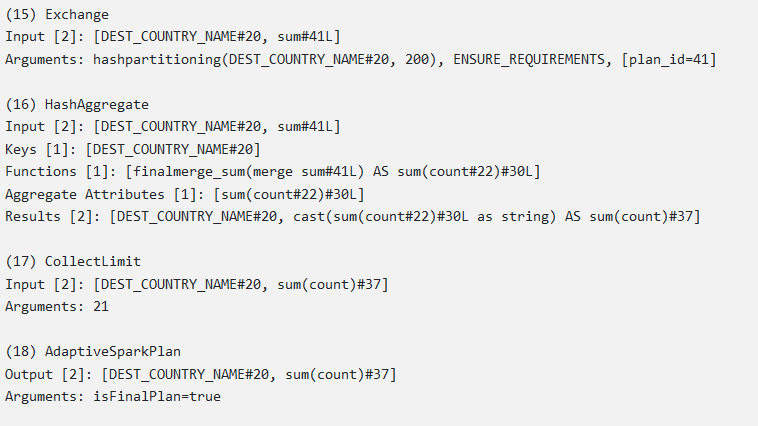 (15) Exchange
Input [2]: [DEST_COUNTRY_NAME#20, sum#41L]
Arguments: hashpartitioning(DEST_COUNTRY_NAME#20, 200), ENSURE_REQUIREMENTS, [plan_id=41]
(16) HashAggregate
Input [2]: [DEST_COUNTRY_NAME#20, sum#41L]
Keys [1]: [DEST_COUNTRY_NAME#20]
Functions [1]: [finalmerge_sum(merge sum#41L) AS sum(count#22)#30L]
Aggregate Attributes [1]: [sum(count#22)#30L]
Results [2]: [DEST_COUNTRY_NAME#20, cast(sum(count#22)#30L as string) AS sum(count)#37]
(17) CollectLimit
Input [2]: [DEST_COUNTRY_NAME#20, sum(count)#37]
Arguments: 21
(18) AdaptiveSparkPlan
Output [2]: [DEST_COUNTRY_NAME#20, sum(count)#37]
Arguments: isFinalPlan=true